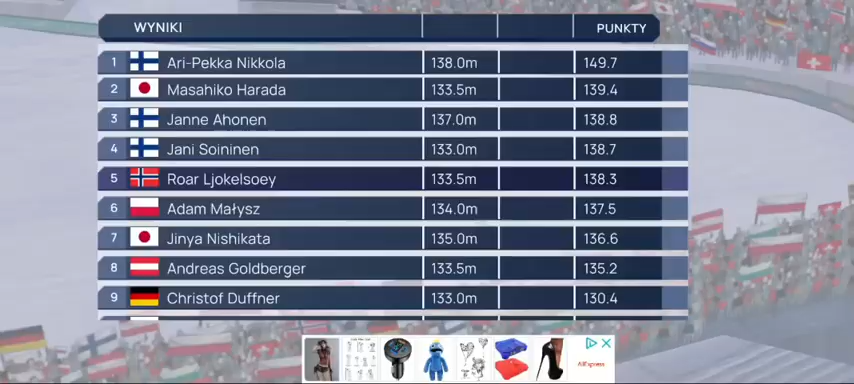 WYNIKI PUNKTY
1 Ari-Pekka Nikkola 138.0m 149.7
2 Masahiko Harada 133.5m 139.4
3 Janne Ahonen 137.0m 138.8
4 Jani Soininen 133.0m 138.7
5 Roar Ljokelsoey 133.5m 138.3
6 Adam Małysz 134.0m 137.5
7 Jinya Nishikata 135.0m 136.6
8 Andreas Goldberger 133.5m 135.2
9 Christof Duffner 133.0m 130.4
AliExpress